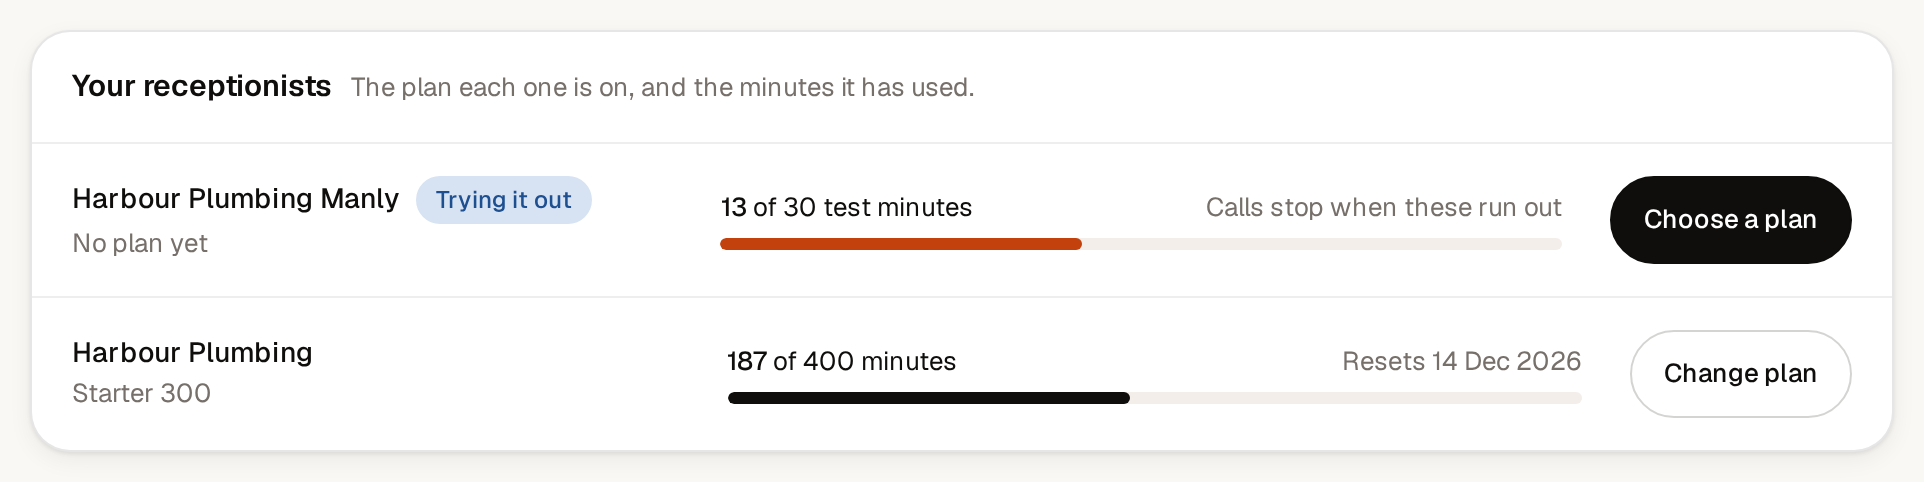 Your receptionists The plan each one is on, and the minutes it has used.
Harbour Plumbing Manly Trying it out
No plan yet
13 of 30 test minutes Calls stop when these run out
Choose a plan
Harbour Plumbing
Starter 300
187 of 400 minutes Resets 14 Dec 2026
Change plan